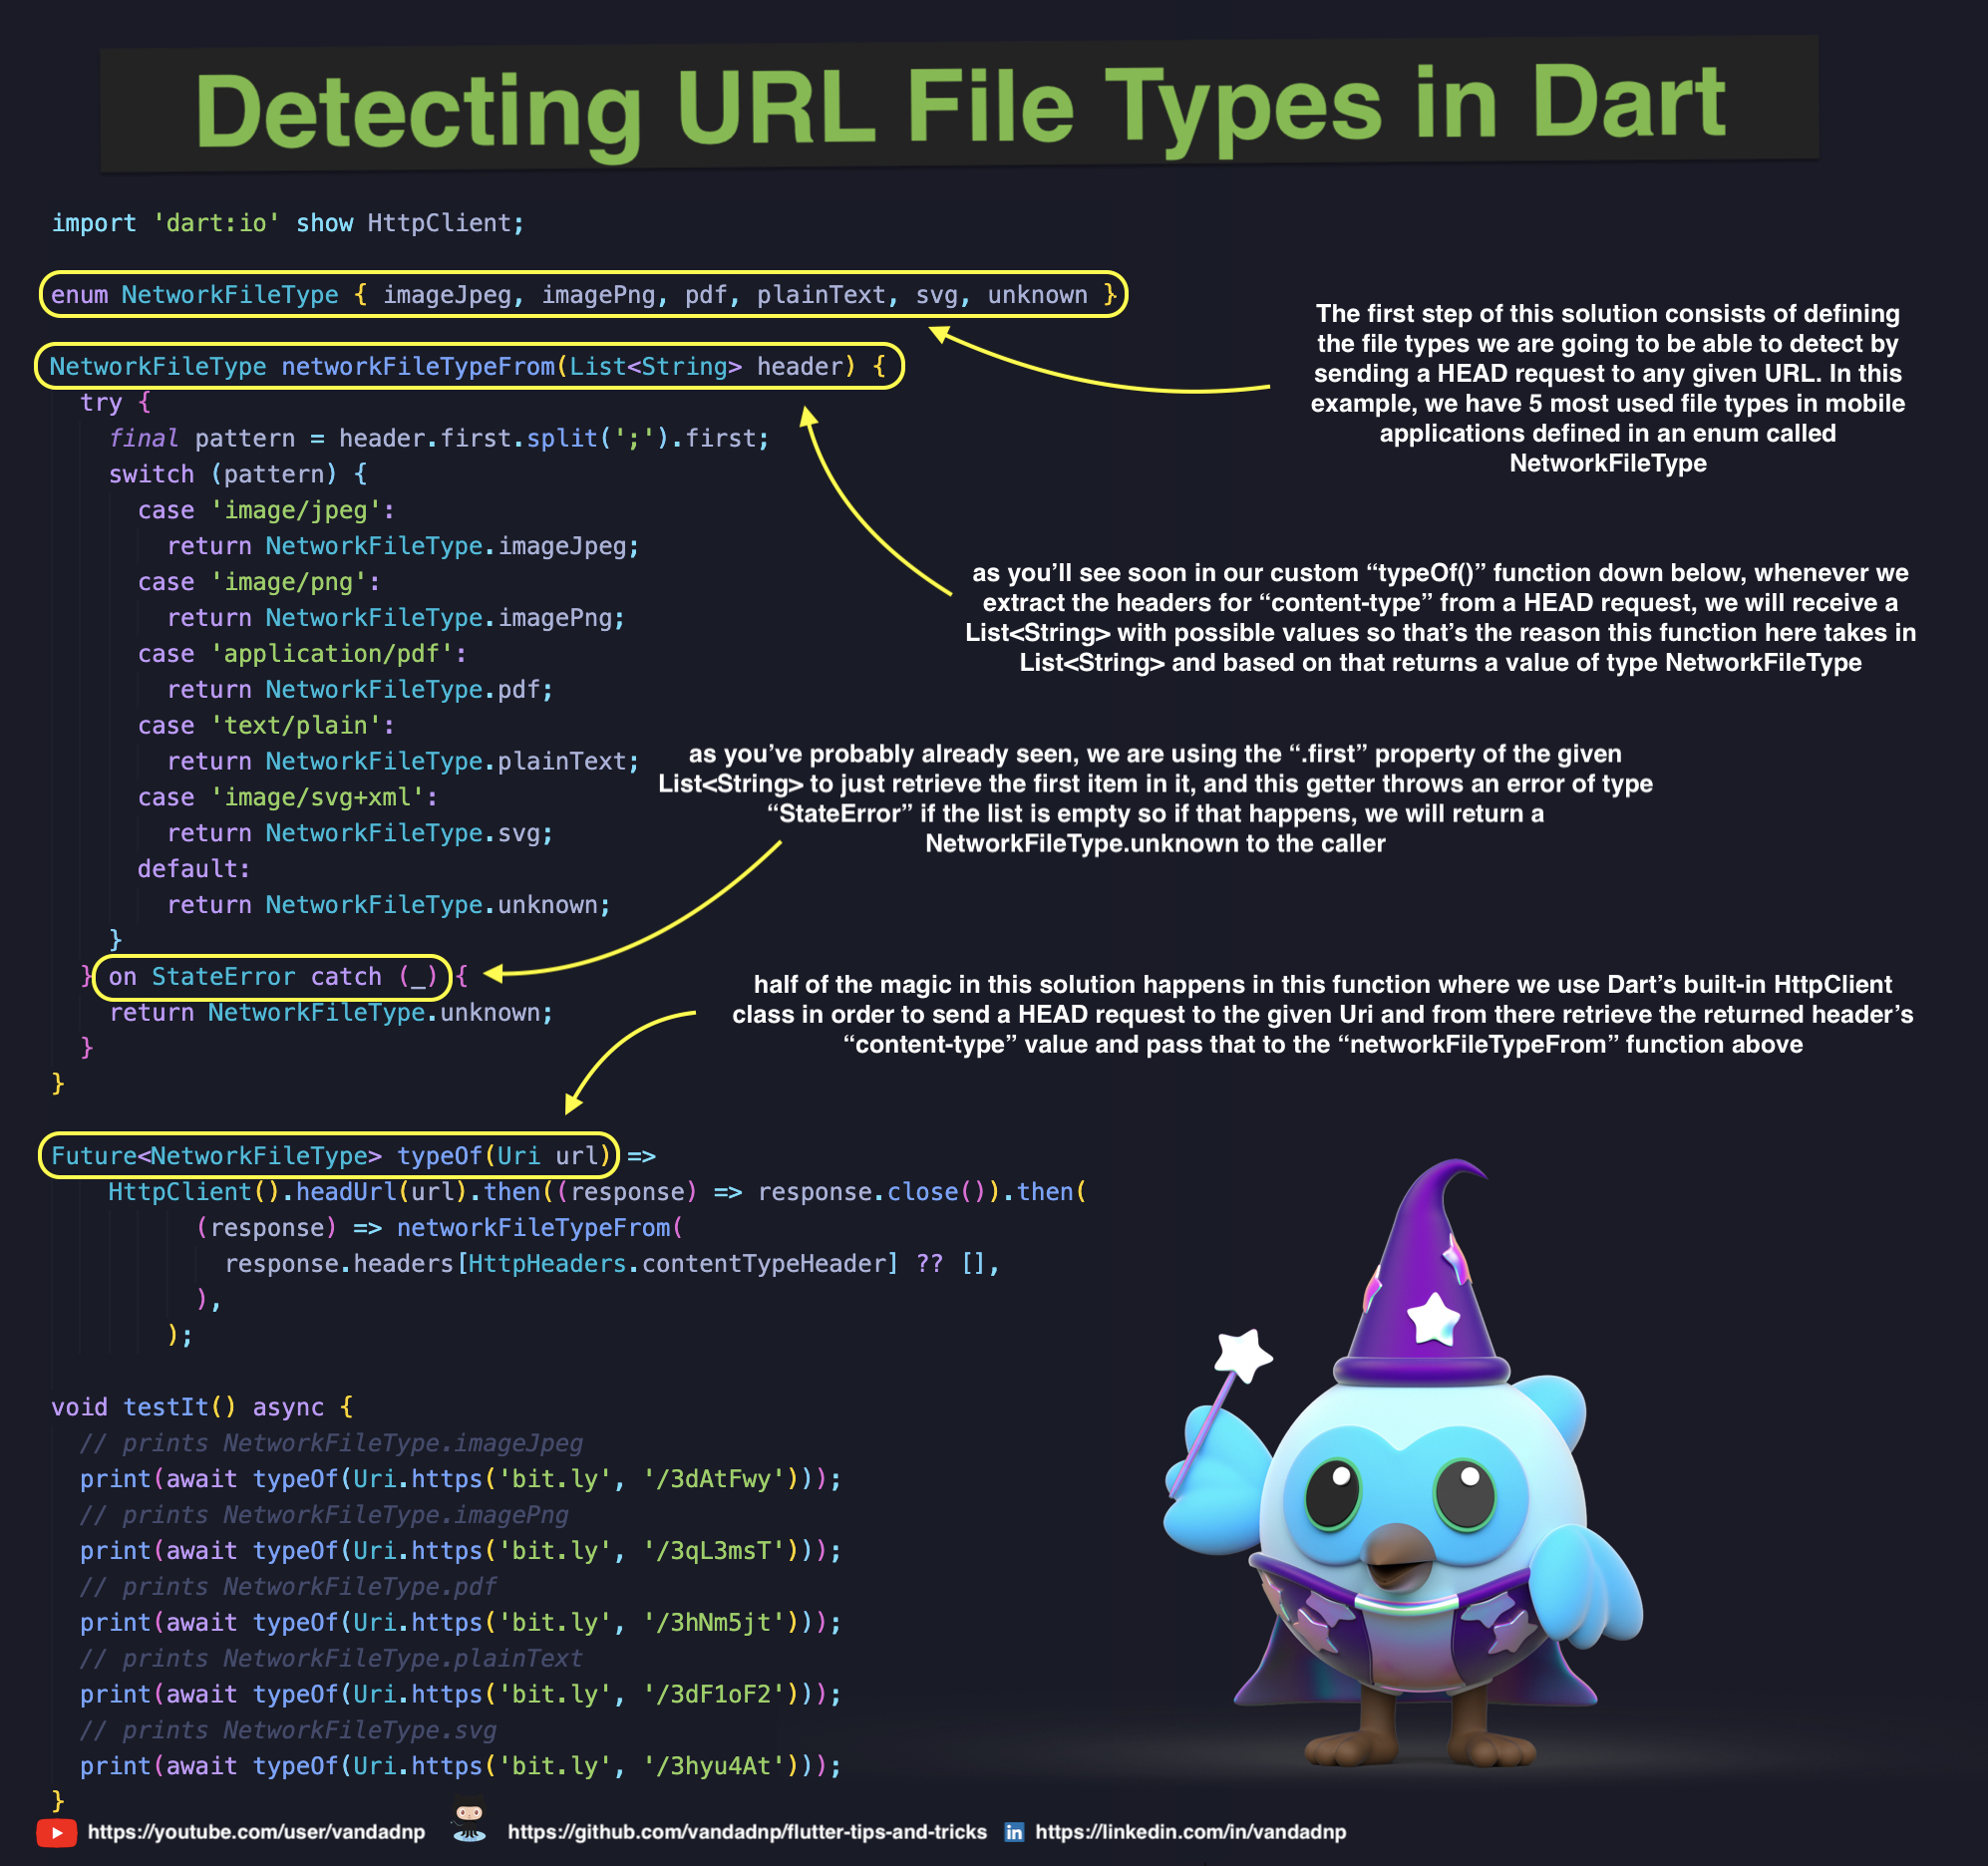 Detecting URL File Types in Dart
import 'dart:io' show HttpClient;
enum NetworkFileType { imageJpeg, imagePng, pdf, plainText, svg, unknown }
The first step of this solution consists of defining
the file types we are going to be able to detect by
sending a HEAD request to any given URL. In this
example, we have 5 most used file types in mobile
applications defined in an enum called
NetworkFileType
NetworkFileType networkFileTypeFrom(List<String> header) {
try {
final pattern = header.first.split(';').first;
switch (pattern) {
case 'image/jpeg':
return NetworkFileType.imageJpeg;
case 'image/png':
return NetworkFileType.imagePng;
case 'application/pdf':
return NetworkFileType.pdf;
case 'text/plain':
return NetworkFileType.plainText;
case 'image/svg+xml':
return NetworkFileType.svg;
default:
return NetworkFileType.unknown;
}
} on StateError catch (_) {
return NetworkFileType.unknown;
}
}
as you’ll see soon in our custom “typeOf()” function down below, whenever we
extract the headers for “content-type” from a HEAD request, we will receive a
List<String> with possible values so that’s the reason this function here takes in
List<String> and based on that returns a value of type NetworkFileType
as you’ve probably already seen, we are using the “.first” property of the given
List<String> to just retrieve the first item in it, and this getter throws an error of type
“StateError” if the list is empty so if that happens, we will return a
NetworkFileType.unknown to the caller
half of the magic in this solution happens in this function where we use Dart’s built-in HttpClient
class in order to send a HEAD request to the given Uri and from there retrieve the returned header’s
“content-type” value and pass that to the “networkFileTypeFrom” function above
Future<NetworkFileType> typeOf(Uri url) =>
HttpClient().headUrl(url).then((response) => response.close()).then(
(response) => networkFileTypeFrom(
response.headers[HttpHeaders.contentTypeHeader] ?? [],
),
);
void testIt() async {
// prints NetworkFileType.imageJpeg
print(await typeOf(Uri.https('bit.ly', '/3dAtFwy')));
// prints NetworkFileType.imagePng
print(await typeOf(Uri.https('bit.ly', '/3qL3msT')));
// prints NetworkFileType.pdf
print(await typeOf(Uri.https('bit.ly', '/3hNm5jt')));
// prints NetworkFileType.plainText
print(await typeOf(Uri.https('bit.ly', '/3dF1oF2')));
// prints NetworkFileType.svg
print(await typeOf(Uri.https('bit.ly', '/3hyu4At')));
}
https://youtube.com/user/vandadnp
https://github.com/vandadnp/flutter-tips-and-tricks
in
https://linkedin.com/in/vandadnp